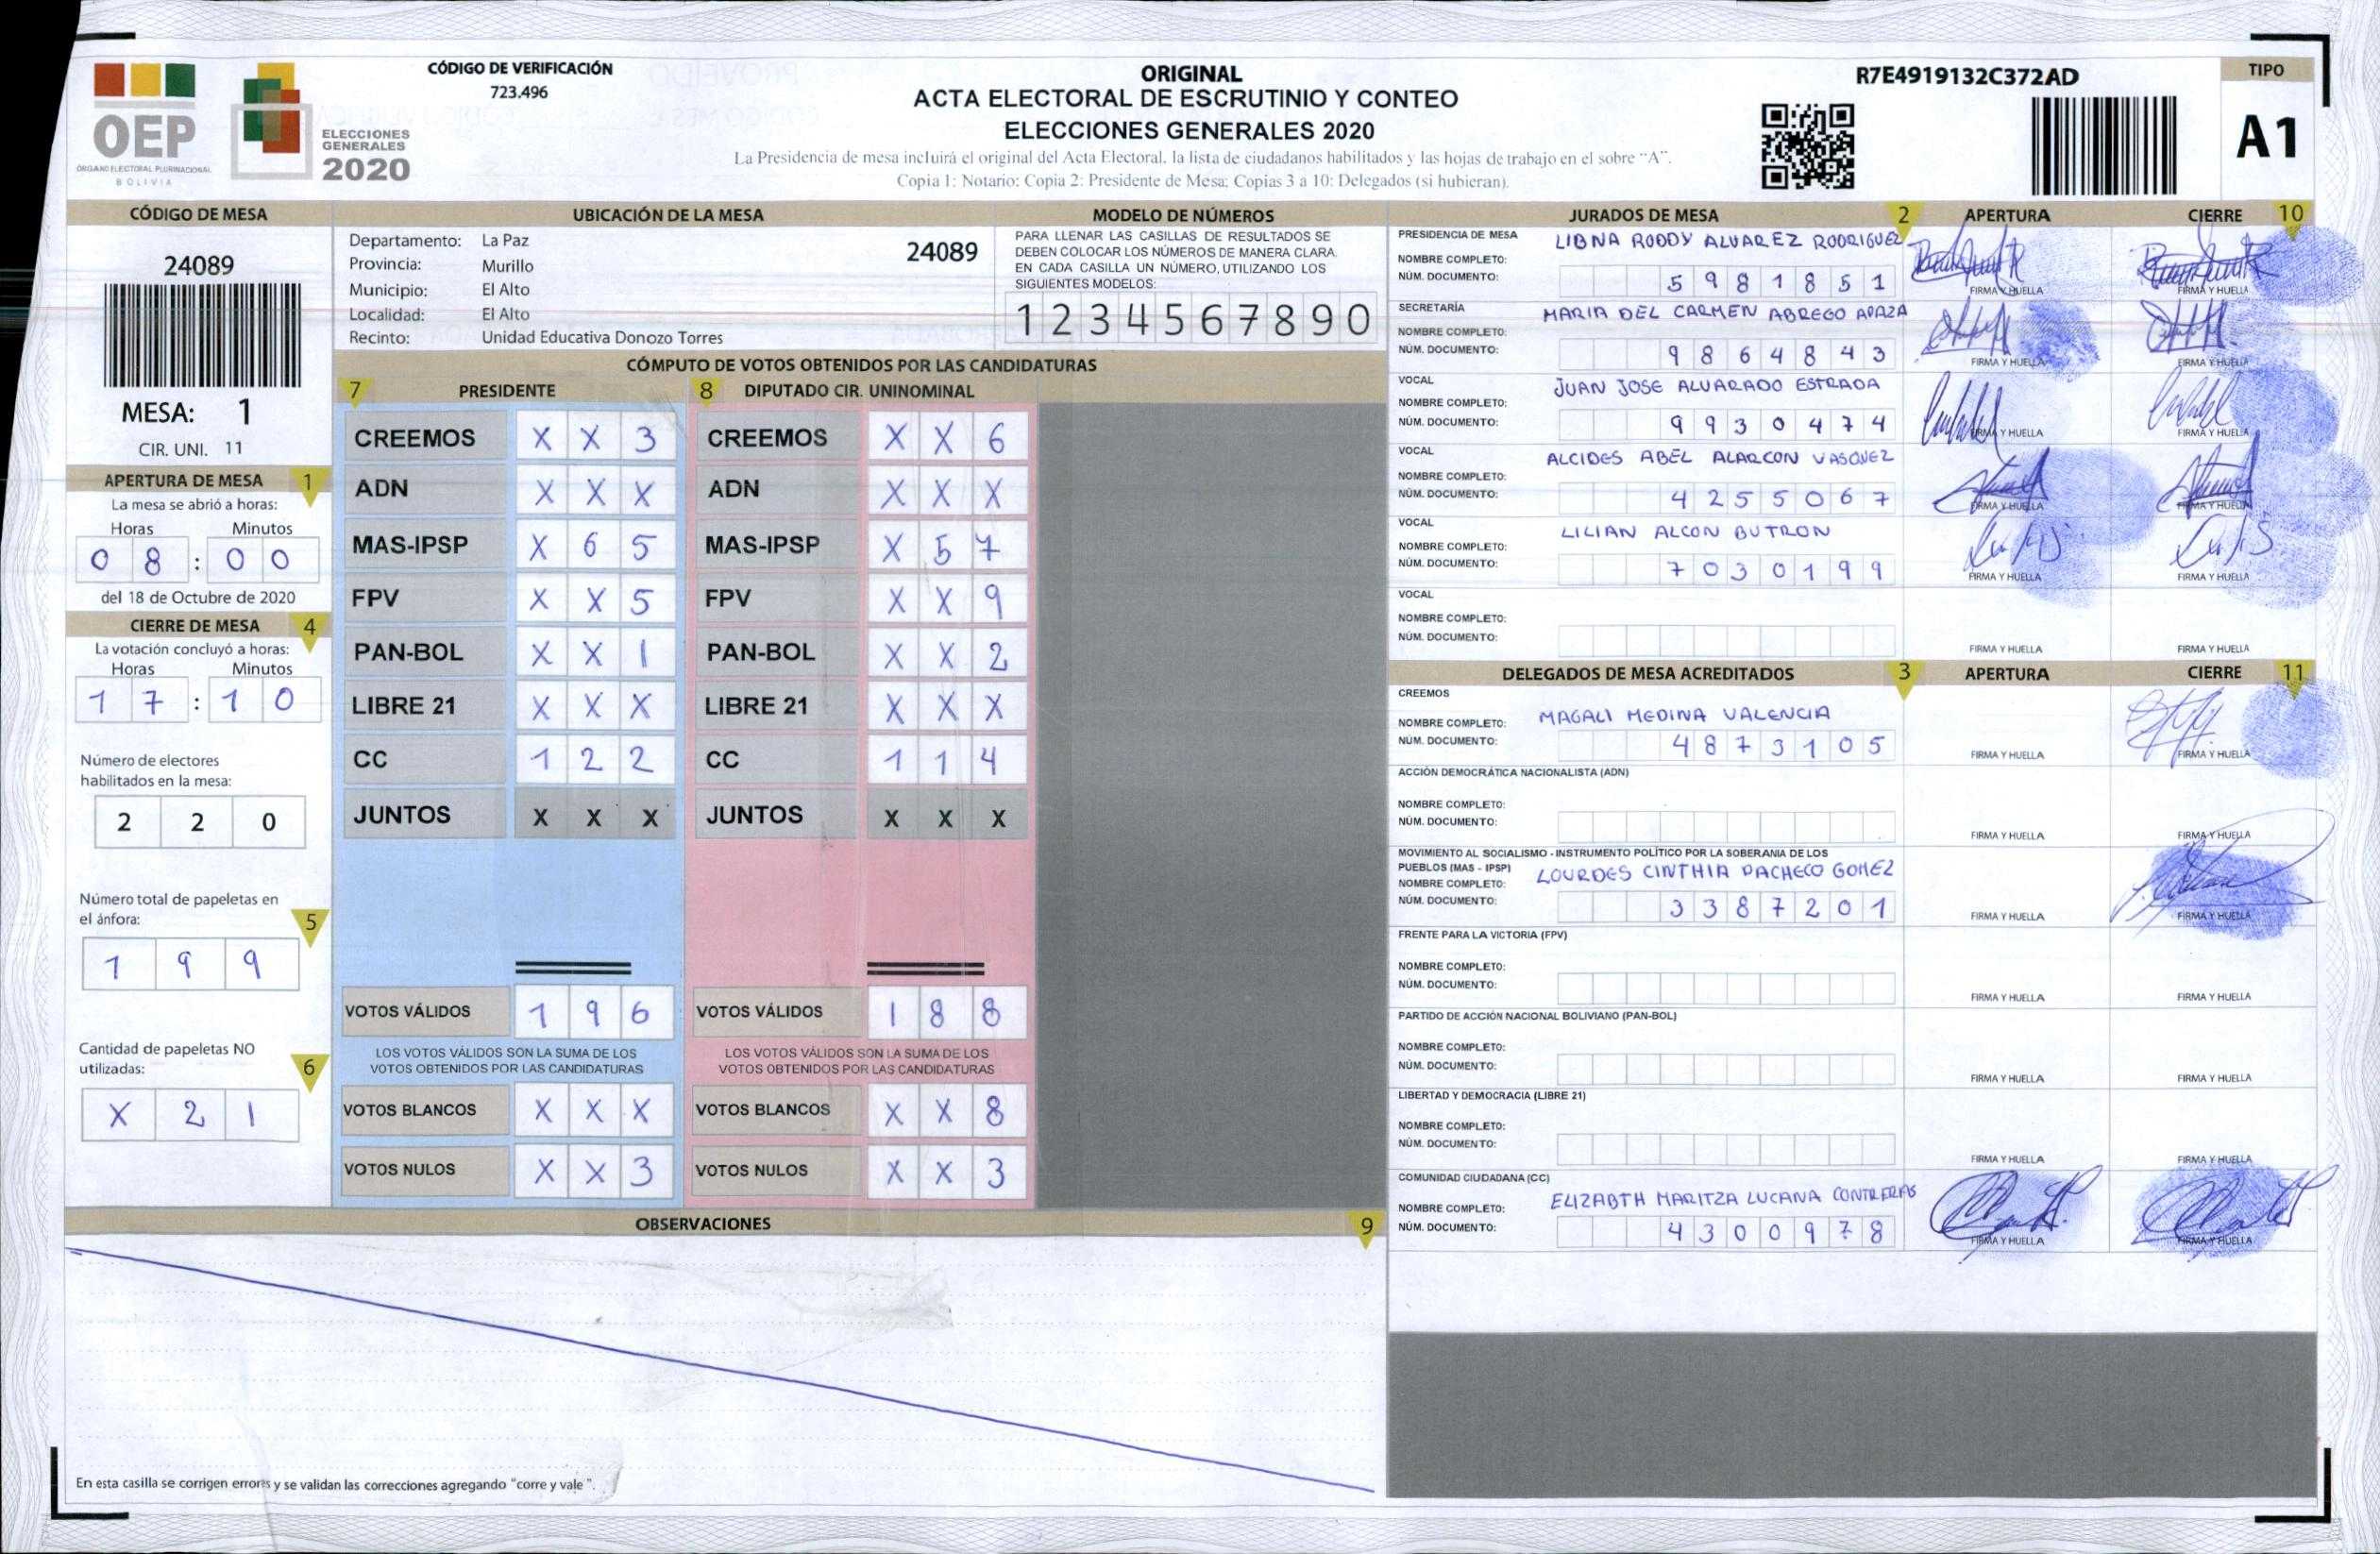 OEP
ÓRGANO ELECTORAL PLURINACIONAL
BOLIVIA
ELECCIONES
GENERALES
2020
CÓDIGO DE VERIFICACIÓN
723.496
ORIGINAL
ACTA ELECTORAL DE ESCRUTINIO Y CONTEO
ELECCIONES GENERALES 2020
La Presidencia de mesa incluirá el original del Acta Electoral, la lista de ciudadanos habilitados y las hojas de trabajo en el sobre "A".
Copia 1: Notario; Copia 2: Presidente de Mesa; Copias 3 a 10: Delegados (si hubieran).
R7E4919132C372AD
TIPO
A1
CÓDIGO DE MESA
24089
MESA: 1
CIR. UNI. 11
APERTURA DE MESA 1
La mesa se abrió a horas:
Horas Minutos
0 8 : 0 0
del 18 de Octubre de 2020
CIERRE DE MESA 4
La votación concluyó a horas:
Horas Minutos
1 7 : 1 0
Número de electores
habilitados en la mesa:
2 2 0
Número total de papeletas en
el ánfora: 5
1 9 9
Cantidad de papeletas NO
utilizadas: 6
X 2 1
UBICACIÓN DE LA MESA
Departamento: La Paz
24089
Provincia: Murillo
Municipio: El Alto
Localidad: El Alto
Recinto: Unidad Educativa Donozo Torres
MODELO DE NÚMEROS
PARA LLENAR LAS CASILLAS DE RESULTADOS SE
DEBEN COLOCAR LOS NÚMEROS DE MANERA CLARA.
EN CADA CASILLA UN NÚMERO, UTILIZANDO LOS
SIGUIENTES MODELOS:
1 2 3 4 5 6 7 8 9 0
CÓMPUTO DE VOTOS OBTENIDOS POR LAS CANDIDATURAS
7 PRESIDENTE
CREEMOS X X 3
ADN X X X
MAS-IPSP X 6 5
FPV X X 5
PAN-BOL X X 1
LIBRE 21 X X X
CC 1 2 2
JUNTOS X X X
VOTOS VÁLIDOS 1 9 6
LOS VOTOS VÁLIDOS SON LA SUMA DE LOS
VOTOS OBTENIDOS POR LAS CANDIDATURAS
VOTOS BLANCOS X X X
VOTOS NULOS X X 3
8 DIPUTADO CIR. UNINOMINAL
CREEMOS X X 6
ADN X X X
MAS-IPSP X 5 7
FPV X X 9
PAN-BOL X X 2
LIBRE 21 X X X
CC 1 1 4
JUNTOS X X X
VOTOS VÁLIDOS 1 8 8
LOS VOTOS VÁLIDOS SON LA SUMA DE LOS
VOTOS OBTENIDOS POR LAS CANDIDATURAS
VOTOS BLANCOS X X 8
VOTOS NULOS X X 3
OBSERVACIONES 9
En esta casilla se corrigen errores y se validan las correcciones agregando "corre y vale".
JURADOS DE MESA 2 APERTURA CIERRE 10
PRESIDENCIA DE MESA
NOMBRE COMPLETO: LIBNA RODDY ALVAREZ RODRIGUEZ
NÚM. DOCUMENTO: 5 9 8 1 8 5 1
FIRMA Y HUELLA FIRMA Y HUELLA
SECRETARÍA
NOMBRE COMPLETO: MARIA DEL CARMEN ABREGO APAZA
NÚM. DOCUMENTO: 9 8 6 4 8 4 3
FIRMA Y HUELLA FIRMA Y HUELLA
VOCAL
NOMBRE COMPLETO: JUAN JOSE ALVARADO ESTRADA
NÚM. DOCUMENTO: 9 9 3 0 4 7 4
FIRMA Y HUELLA FIRMA Y HUELLA
VOCAL
NOMBRE COMPLETO: ALCIDES ABEL ALARCON VASQUEZ
NÚM. DOCUMENTO: 4 2 5 5 0 6 7
FIRMA Y HUELLA FIRMA Y HUELLA
VOCAL
NOMBRE COMPLETO: LILIAN ALCON BUTRON
NÚM. DOCUMENTO: 7 0 3 0 1 9 9
FIRMA Y HUELLA FIRMA Y HUELLA
VOCAL
NOMBRE COMPLETO:
NÚM. DOCUMENTO:
FIRMA Y HUELLA FIRMA Y HUELLA
DELEGADOS DE MESA ACREDITADOS 3 APERTURA CIERRE 11
CREEMOS
NOMBRE COMPLETO: MAGALI MEDINA VALENCIA
NÚM. DOCUMENTO: 4 8 7 3 1 0 5
FIRMA Y HUELLA FIRMA Y HUELLA
ACCIÓN DEMOCRÁTICA NACIONALISTA (ADN)
NOMBRE COMPLETO:
NÚM. DOCUMENTO:
FIRMA Y HUELLA FIRMA Y HUELLA
MOVIMIENTO AL SOCIALISMO - INSTRUMENTO POLÍTICO POR LA SOBERANIA DE LOS
PUEBLOS (MAS - IPSP)
NOMBRE COMPLETO: LOURDES CINTHIA PACHECO GOMEZ
NÚM. DOCUMENTO: 3 3 8 7 2 0 1
FIRMA Y HUELLA FIRMA Y HUELLA
FRENTE PARA LA VICTORIA (FPV)
NOMBRE COMPLETO:
NÚM. DOCUMENTO:
FIRMA Y HUELLA FIRMA Y HUELLA
PARTIDO DE ACCIÓN NACIONAL BOLIVIANO (PAN-BOL)
NOMBRE COMPLETO:
NÚM. DOCUMENTO:
FIRMA Y HUELLA FIRMA Y HUELLA
LIBERTAD Y DEMOCRACIA (LIBRE 21)
NOMBRE COMPLETO:
NÚM. DOCUMENTO:
FIRMA Y HUELLA FIRMA Y HUELLA
COMUNIDAD CIUDADANA (CC)
NOMBRE COMPLETO: ELIZABTH MARITZA LUCANA CONTRERAS
NÚM. DOCUMENTO: 4 3 0 0 9 7 8
FIRMA Y HUELLA FIRMA Y HUELLA